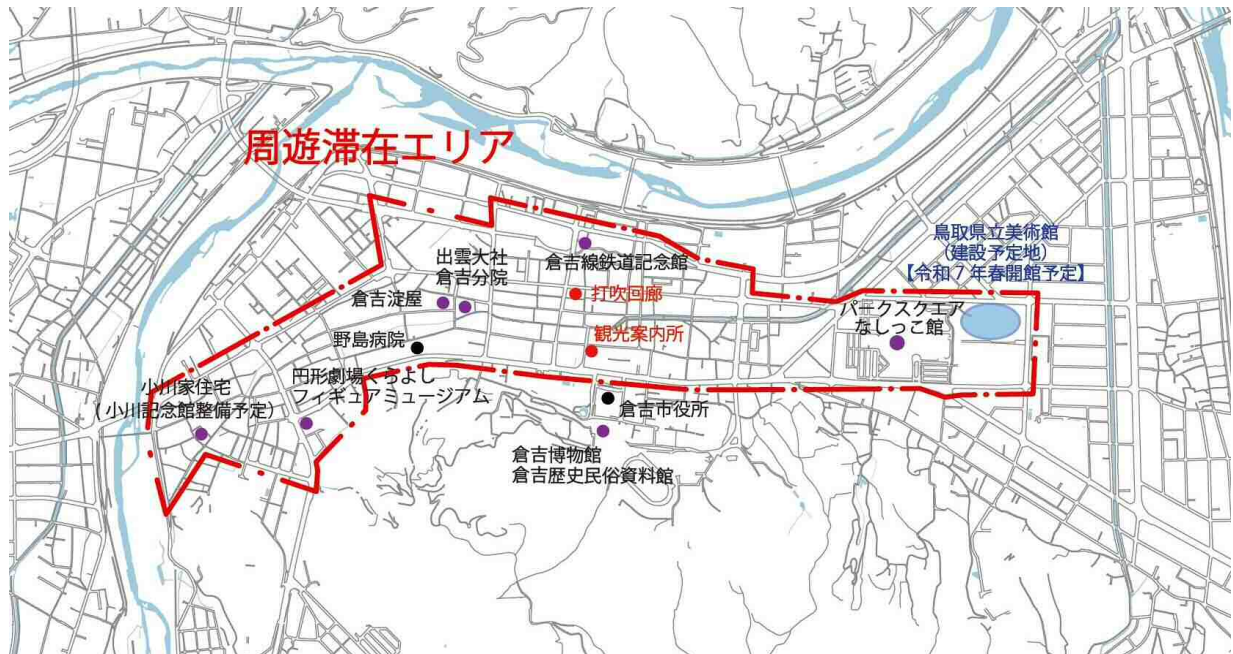 周遊滞在エリア
鳥取県立美術館
（建設予定地）
【令和７年春開館予定】
出雲大社
倉吉分院
倉吉線鉄道記念館
倉吉淀屋
打吹回廊
パークスクエア
なしっこ館
野島病院
観光案内所
円形劇場くらよし
フィギュアミュージアム
小川家住宅
（小川記念館整備予定）
倉吉市役所
倉吉博物館
倉吉歴史民俗資料館